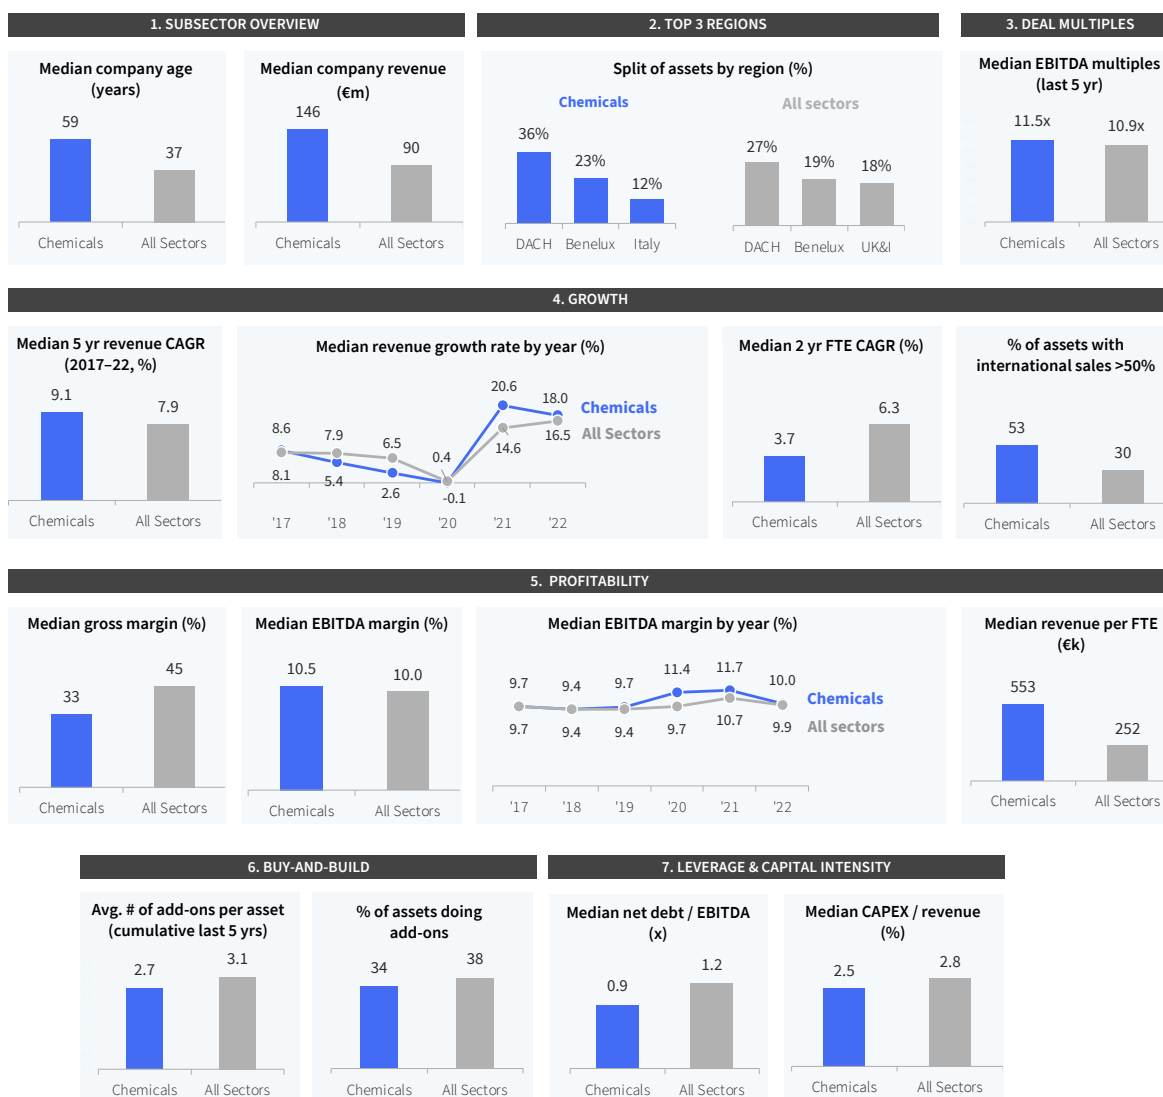 1. SUBSECTOR OVERVIEW
2. TOP 3 REGIONS
3. DEAL MULTIPLES
Median company age
(years)
59
37
Chemicals
All Sectors
Median company revenue
(€m)
146
90
Chemicals
All Sectors
Split of assets by region (%)
Chemicals
36%
23%
12%
DACH
Benelux
Italy
All sectors
27%
19%
18%
DACH
Benelux
UK&I
Median EBITDA multiples
(last 5 yr)
11.5x
10.9x
Chemicals
All Sectors
4. GROWTH
Median 5 yr revenue CAGR
(2017–22, %)
9.1
7.9
Chemicals
All Sectors
Median revenue growth rate by year (%)
8.6
7.9
6.5
0.4
20.6
18.0
8.1
5.4
2.6
-0.1
14.6
16.5
Chemicals
All Sectors
'17
'18
'19
'20
'21
'22
Median 2 yr FTE CAGR (%)
3.7
6.3
Chemicals
All Sectors
% of assets with
international sales >50%
53
30
Chemicals
All Sectors
5. PROFITABILITY
Median gross margin (%)
33
45
Chemicals
All Sectors
Median EBITDA margin (%)
10.5
10.0
Chemicals
All Sectors
Median EBITDA margin by year (%)
9.7
9.4
9.7
11.4
11.7
10.0
9.7
9.4
9.4
9.7
10.7
9.9
Chemicals
All sectors
'17
'18
'19
'20
'21
'22
Median revenue per FTE
(€k)
553
252
Chemicals
All Sectors
6. BUY-AND-BUILD
7. LEVERAGE & CAPITAL INTENSITY
Avg. # of add-ons per asset
(cumulative last 5 yrs)
2.7
3.1
Chemicals
All Sectors
% of assets doing
add-ons
34
38
Chemicals
All Sectors
Median net debt / EBITDA
(x)
0.9
1.2
Chemicals
All Sectors
Median CAPEX / revenue
(%)
2.5
2.8
Chemicals
All Sectors